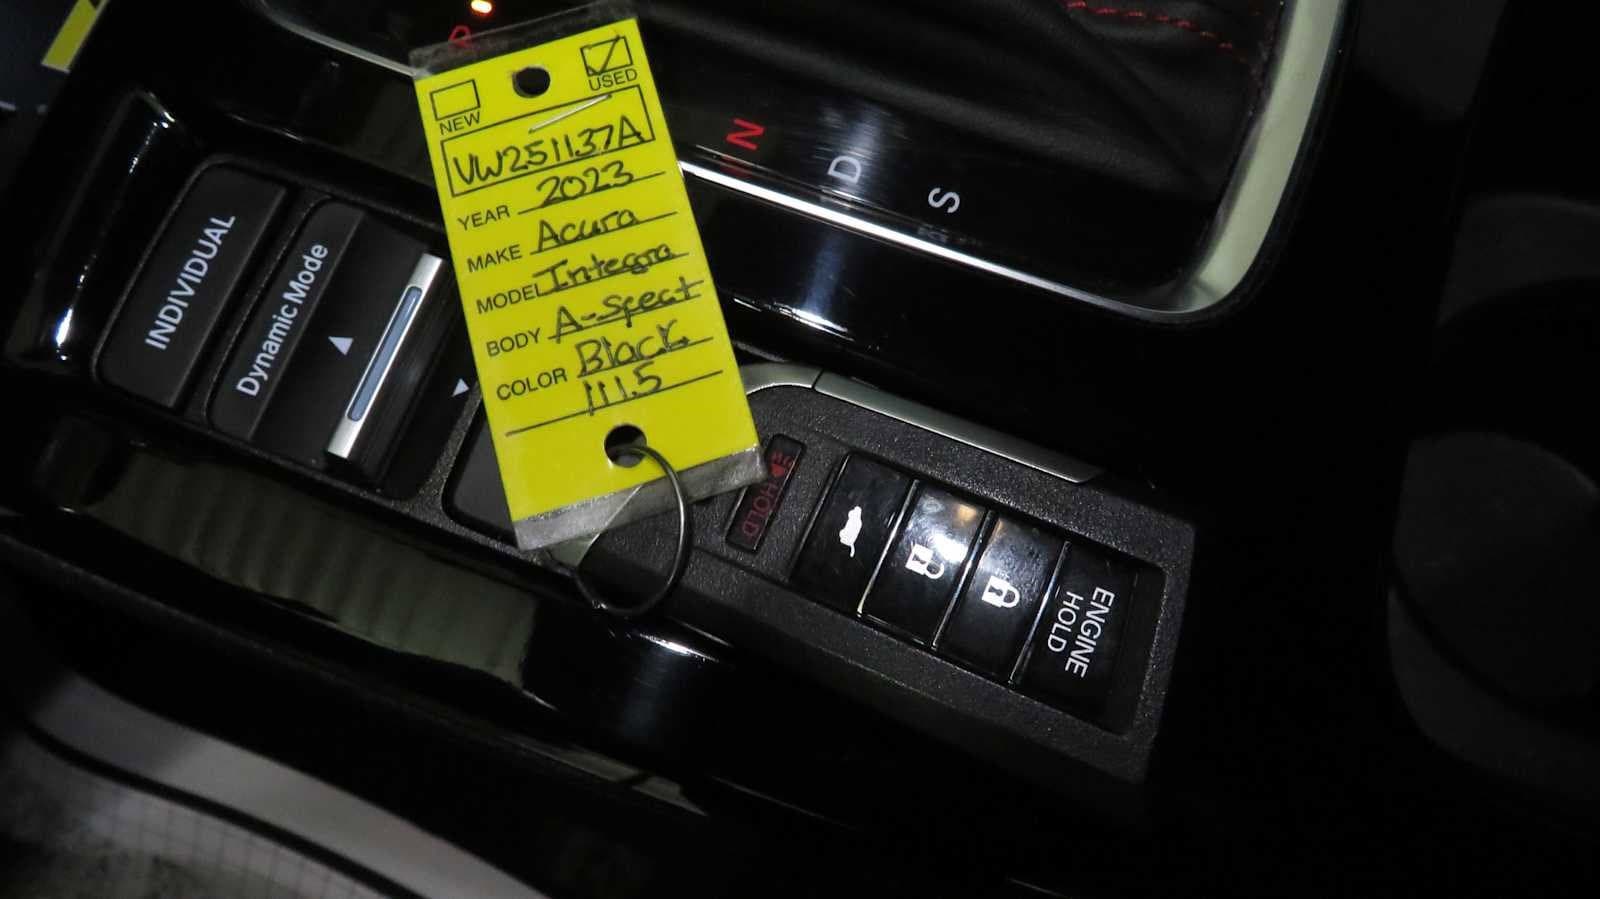 P
NEW
USED
VW251137A
YEAR 2023
MAKE Acura
MODEL Integra
BODY A-Spect
COLOR Black
111.5
N
D
S
INDIVIDUAL
Dynamic Mode
HOLD
ENGINE
HOLD